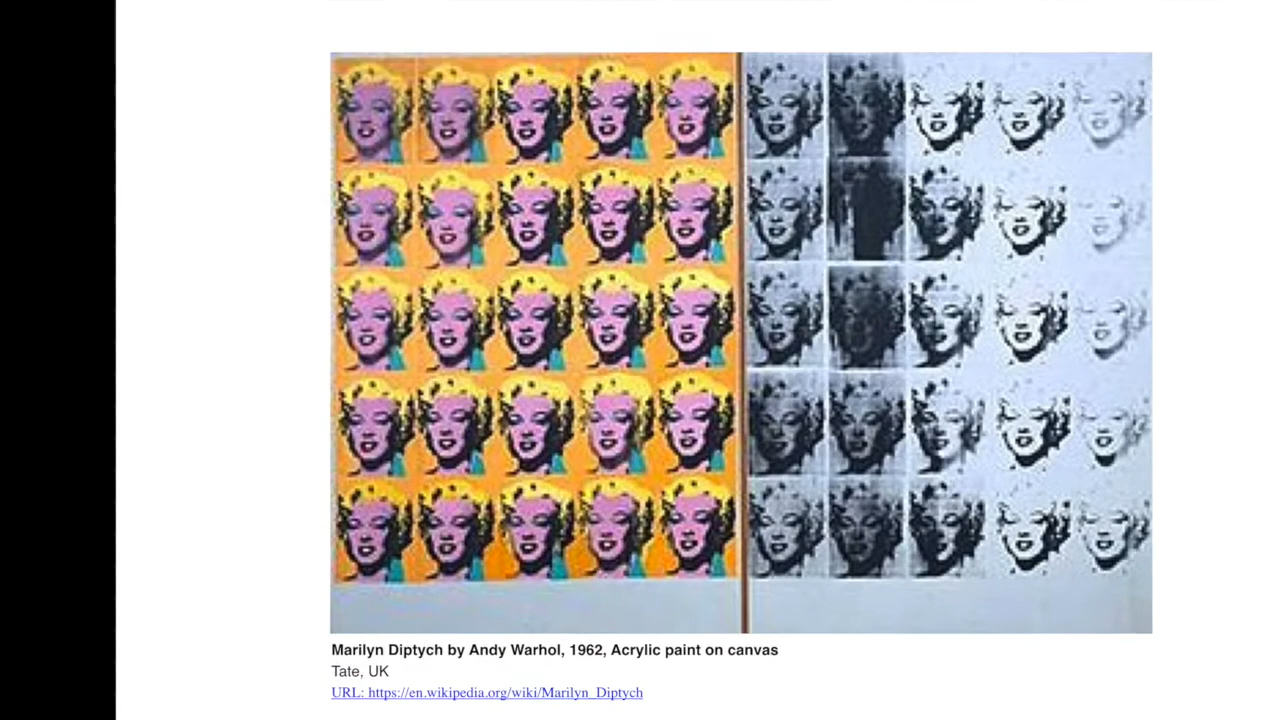 Marilyn Diptych by Andy Warhol, 1962, Acrylic paint on canvas
Tate, UK
URL: https://en.wikipedia.org/wiki/Marilyn_Diptych